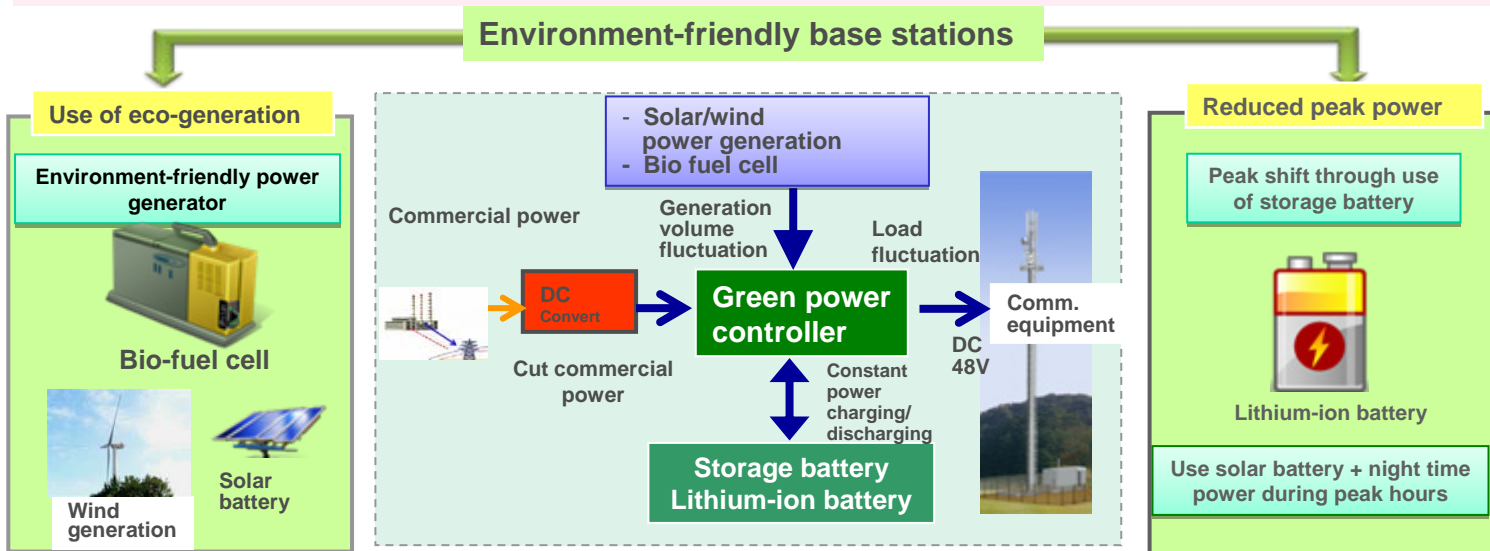 Environment-friendly base stations
Use of eco-generation
Environment-friendly power
generator
Bio-fuel cell
Solar
battery
Wind
generation
- Solar/wind
power generation
- Bio fuel cell
Commercial power
Generation
volume
fluctuation
Load
fluctuation
DC
Convert
Green power
controller
Comm.
equipment
DC
48V
Cut commercial
power
Constant
power
charging/
discharging
Storage battery
Lithium-ion battery
Reduced peak power
Peak shift through use
of storage battery
Lithium-ion battery
Use solar battery + night time
power during peak hours